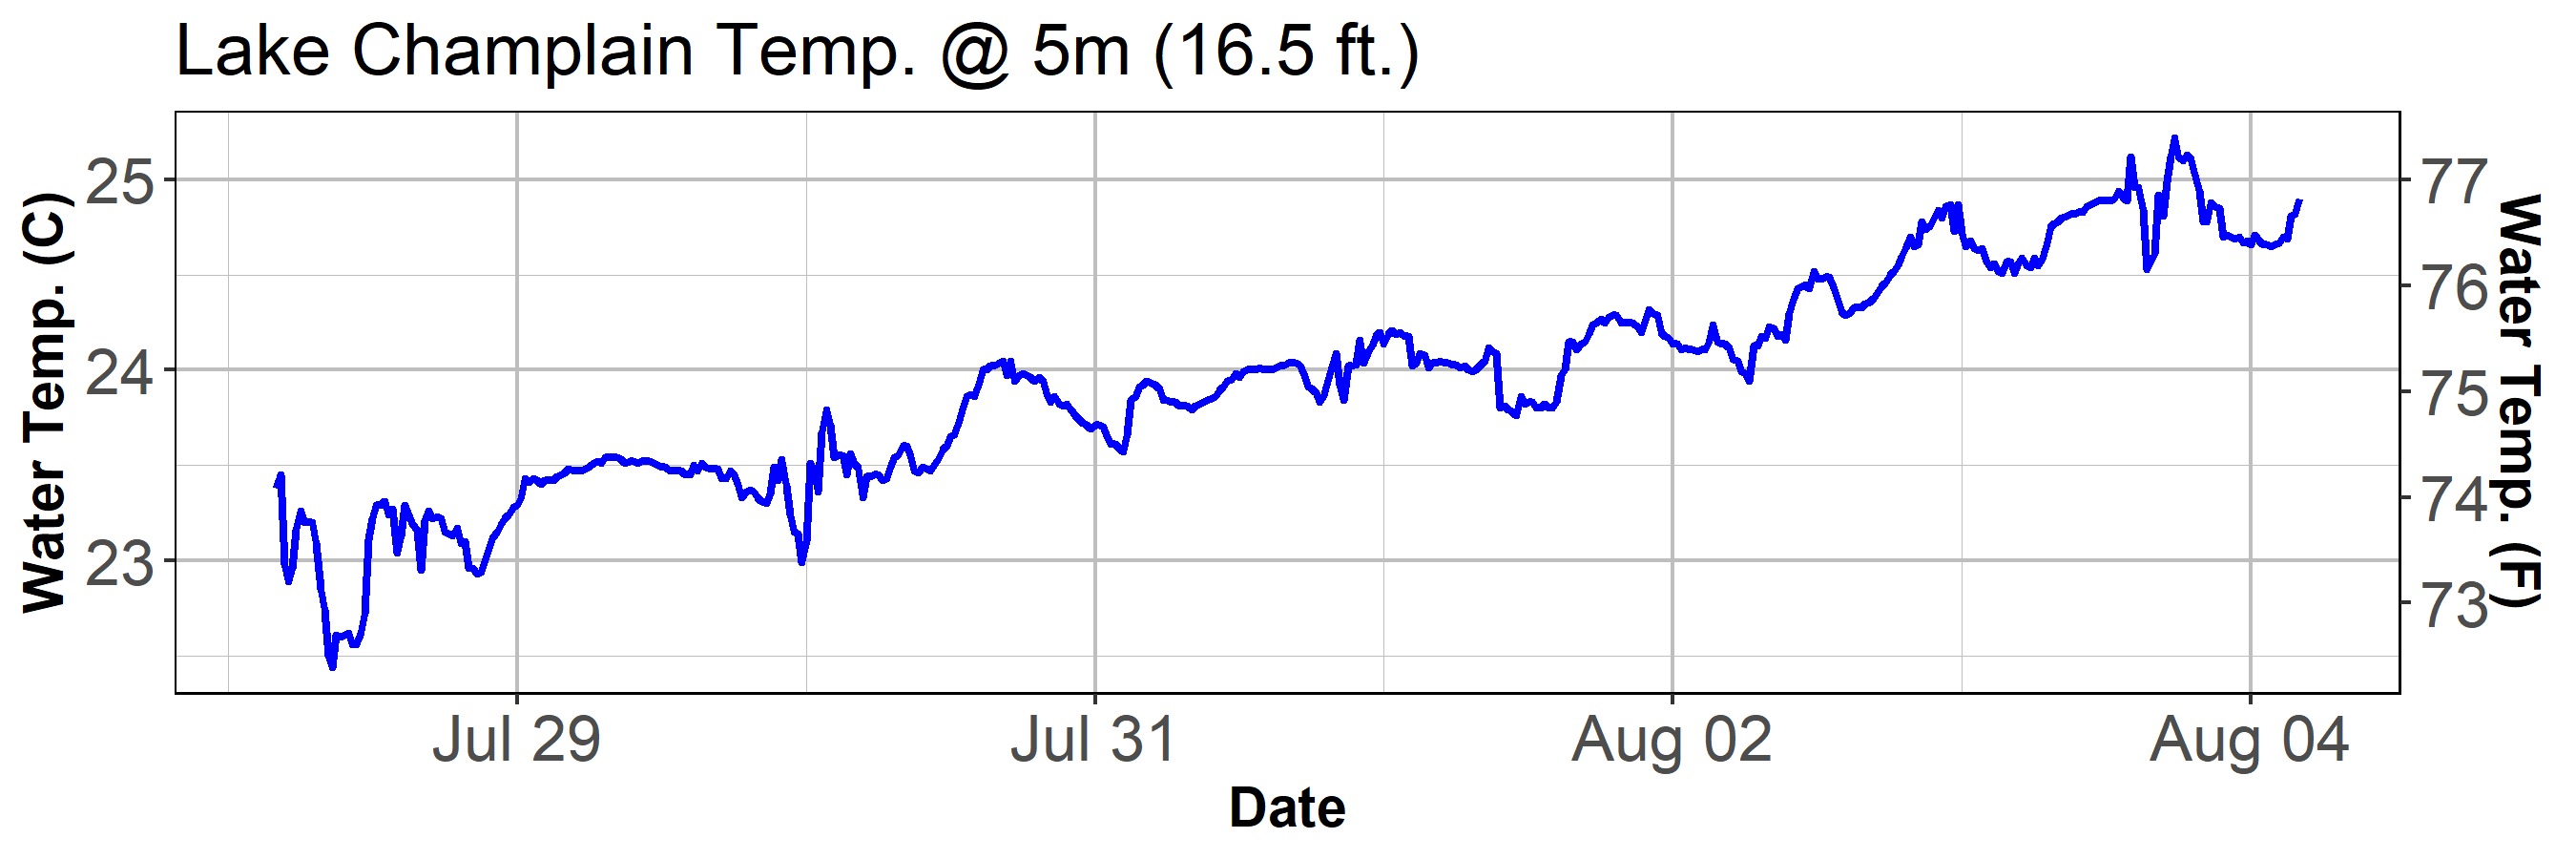 Lake Champlain Temp. @ 5m (16.5 ft.)
Water Temp. (C)
25
24
23
77
76
75
74
73
Water Temp. (F)
Jul 29 Jul 31 Aug 02 Aug 04
Date